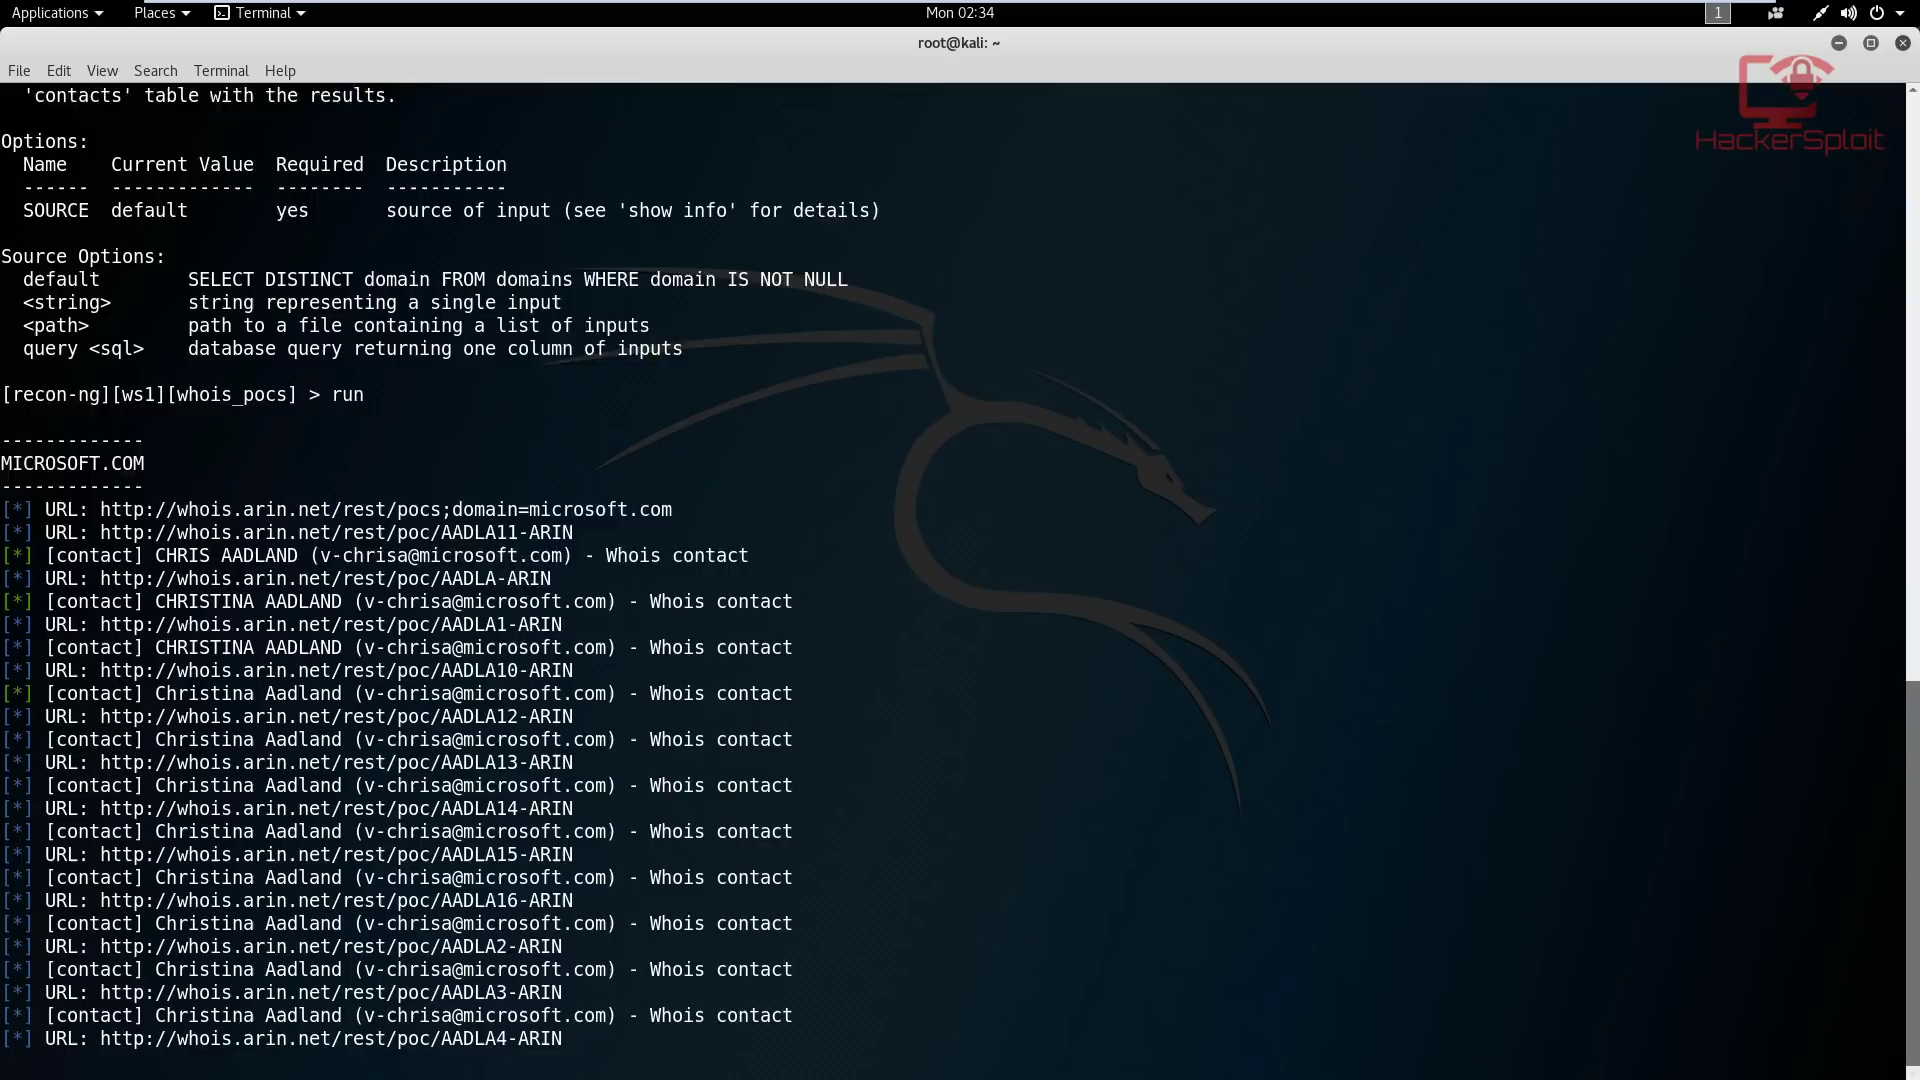 Applications Places Terminal Mon 02:34 1
root@kali: ~
File Edit View Search Terminal Help
HackerSploit
'contacts' table with the results.
Options:
Name Current Value Required Description
------ ------------- -------- -----------
SOURCE default yes source of input (see 'show info' for details)
Source Options:
default SELECT DISTINCT domain FROM domains WHERE domain IS NOT NULL
<string> string representing a single input
<path> path to a file containing a list of inputs
query <sql> database query returning one column of inputs
[recon-ng][ws1][whois_pocs] > run
-------------
MICROSOFT.COM
-------------
[*] URL: http://whois.arin.net/rest/pocs;domain=microsoft.com
[*] URL: http://whois.arin.net/rest/poc/AADLA11-ARIN
[*] [contact] CHRIS AADLAND (v-chrisa@microsoft.com) - Whois contact
[*] URL: http://whois.arin.net/rest/poc/AADLA-ARIN
[*] [contact] CHRISTINA AADLAND (v-chrisa@microsoft.com) - Whois contact
[*] URL: http://whois.arin.net/rest/poc/AADLA1-ARIN
[*] [contact] CHRISTINA AADLAND (v-chrisa@microsoft.com) - Whois contact
[*] URL: http://whois.arin.net/rest/poc/AADLA10-ARIN
[*] [contact] Christina Aadland (v-chrisa@microsoft.com) - Whois contact
[*] URL: http://whois.arin.net/rest/poc/AADLA12-ARIN
[*] [contact] Christina Aadland (v-chrisa@microsoft.com) - Whois contact
[*] URL: http://whois.arin.net/rest/poc/AADLA13-ARIN
[*] [contact] Christina Aadland (v-chrisa@microsoft.com) - Whois contact
[*] URL: http://whois.arin.net/rest/poc/AADLA14-ARIN
[*] [contact] Christina Aadland (v-chrisa@microsoft.com) - Whois contact
[*] URL: http://whois.arin.net/rest/poc/AADLA15-ARIN
[*] [contact] Christina Aadland (v-chrisa@microsoft.com) - Whois contact
[*] URL: http://whois.arin.net/rest/poc/AADLA16-ARIN
[*] [contact] Christina Aadland (v-chrisa@microsoft.com) - Whois contact
[*] URL: http://whois.arin.net/rest/poc/AADLA2-ARIN
[*] [contact] Christina Aadland (v-chrisa@microsoft.com) - Whois contact
[*] URL: http://whois.arin.net/rest/poc/AADLA3-ARIN
[*] [contact] Christina Aadland (v-chrisa@microsoft.com) - Whois contact
[*] URL: http://whois.arin.net/rest/poc/AADLA4-ARIN